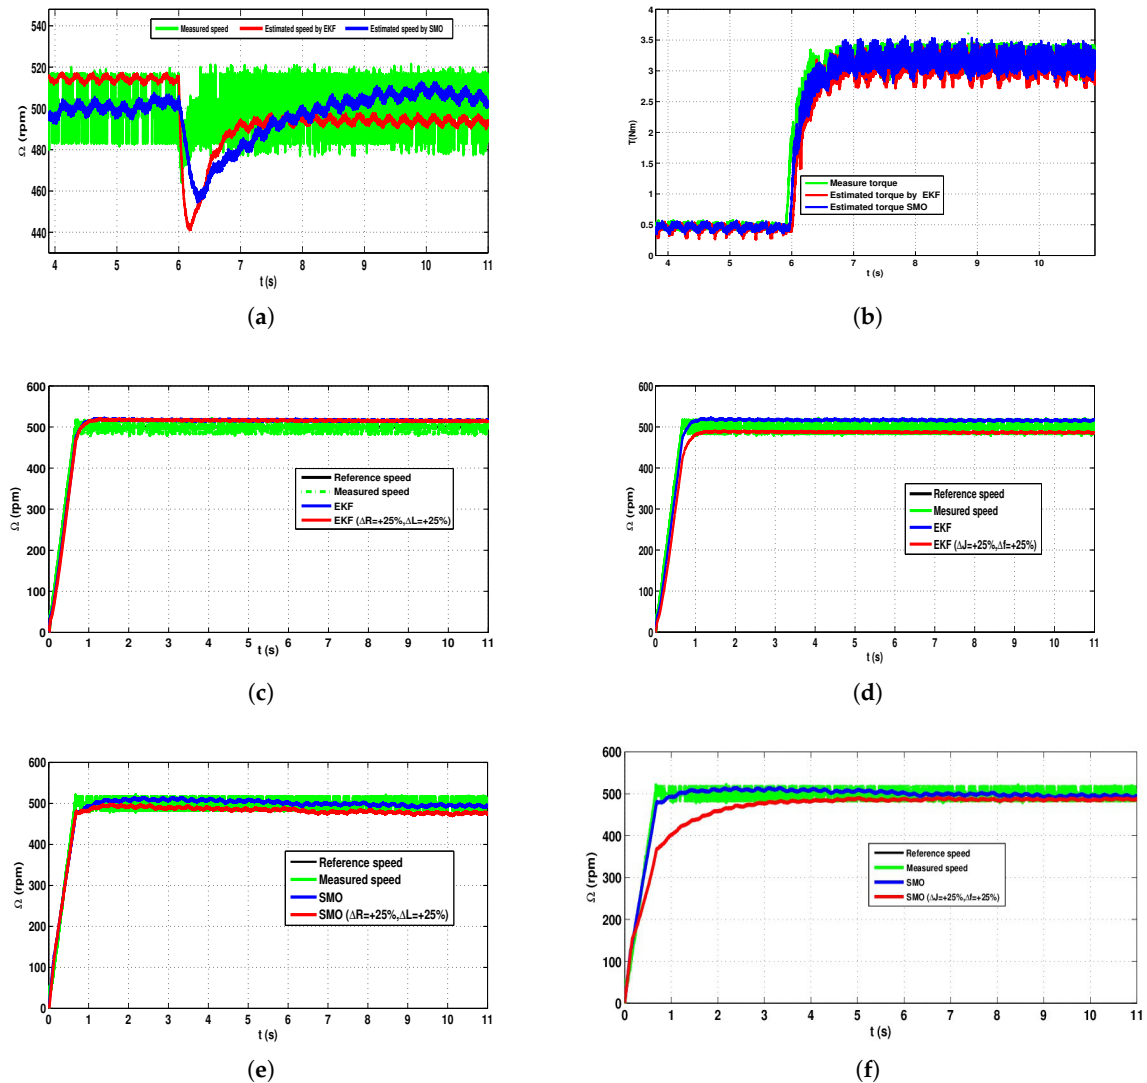 Measured speed Estimated speed by EKF Estimated speed by SMO
540
520
500
480
460
440
Ω (rpm)
4 5 6 7 8 9 10 11
t (s)
(a)
4
3.5
3
2.5
2
1.5
1
0.5
0
T(Nm)
Measure torque
Estimated torque by EKF
Estimated torque SMO
4 5 6 7 8 9 10
t (s)
(b)
600
500
400
300
200
100
0
Ω (rpm)
Reference speed
Measured speed
EKF
EKF (ΔR=+25%,ΔL=+25%)
0 1 2 3 4 5 6 7 8 9 10 11
t (s)
(c)
600
500
400
300
200
100
0
Ω (rpm)
Reference speed
Mesured speed
EKF
EKF (ΔJ=+25%,Δf=+25%)
0 1 2 3 4 5 6 7 8 9 10 11
t (s)
(d)
600
500
400
300
200
100
0
Ω (rpm)
Reference speed
Measured speed
SMO
SMO (ΔR=+25%,ΔL=+25%)
0 1 2 3 4 5 6 7 8 9 10 11
t (s)
(e)
600
500
400
300
200
100
0
Ω (rpm)
Reference speed
Measured speed
SMO
SMO (ΔJ=+25%,Δf=+25%)
0 1 2 3 4 5 6 7 8 9 10 11
t (s)
(f)